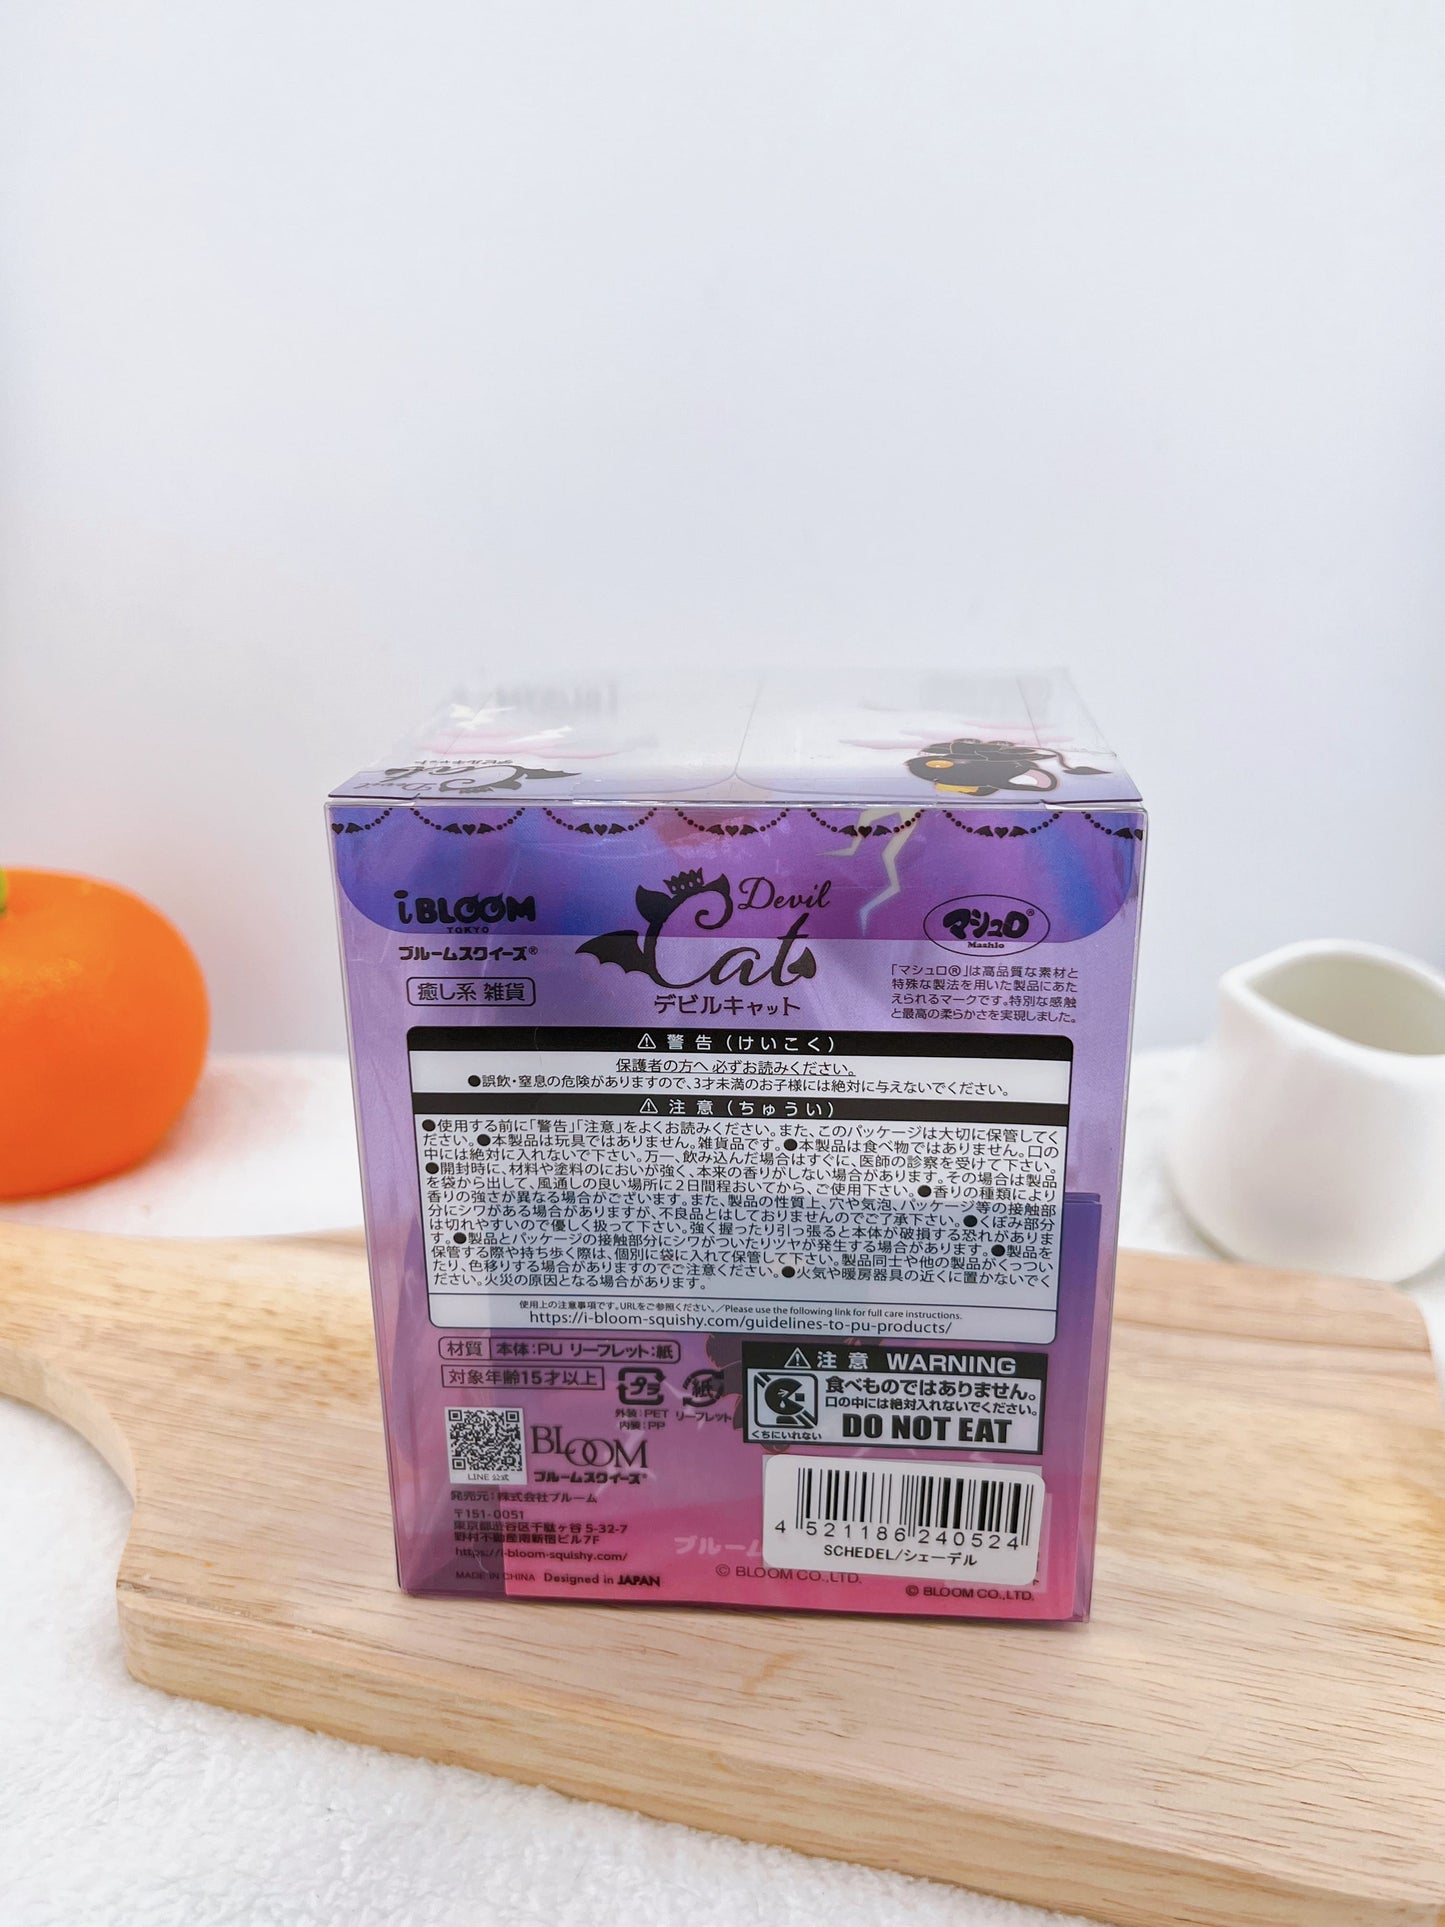 Devil
Cat
デビルキャット
iBLOOM
TOKYO
ブルームスクイーズ®
癒し系 雑貨
Devil
Cat
デビルキャット
マシュロ®
Mashlo
「マシュロ®」は高品質な素材と
特殊な製法を用いた製品にあた
えられるマークです。特別な感触
と最高の柔らかさを実現しました。
⚠ 警告(けいこく)
保護者の方へ 必ずお読みください。
●誤飲・窒息の危険がありますので、3才未満のお子様には絶対に与えないでください。
⚠ 注意(ちゅうい)
●使用する前に「警告」「注意」をよくお読みください。また、このパッケージは大切に保管してく
ださい。●本製品は玩具ではありません。雑貨品です。●本製品は食べ物ではありません。口の
中には絶対に入れないで下さい。万一、飲み込んだ場合はすぐに、医師の診察を受けて下さい。
●開封時に、材料や塗料のにおいが強く、本来の香りがしない場合があります。その場合は製品
を袋から出して、風通しの良い場所に2日間程おいてから、ご使用下さい。●香りの種類により
香りの強さが異なる場合がございます。また、製品の性質上、穴や気泡、パッケージ等の接触部
分にシワがある場合がありますが、不良品とはしておりませんのでご了承下さい。●くぼみ部分
は切れやすいので優しく扱って下さい。強く握ったり引っ張ると本体が破損する恐れがありま
す。●製品とパッケージの接触部分にシワがついたりツヤが発生する場合があります。●製品を
保管する際や持ち歩く際は、個別に袋に入れて保管して下さい。製品同士や他の製品がくっつい
たり、色移りする場合がありますのでご注意ください。●火気や暖房器具の近くに置かないでく
ださい。火災の原因となる場合があります。
使用上の注意事項です。URLをご参照ください。／Please use the following link for full care instructions.
https://i-bloom-squishy.com/guidelines-to-pu-products/
材質 本体:PU リーフレット:紙
対象年齢15才以上
プラ
外装:PET
内装:PP
紙
リーフレット
⚠ 注意 WARNING
食べものではありません。
口の中には絶対入れないでください。
DO NOT EAT
くちにいれない
LINE 公式
BLOOM
ブルームスクイーズ®
発売元:株式会社ブルーム
〒151-0051
東京都渋谷区千駄ヶ谷 5-32-7
野村不動産南新宿ビル7F
https://i-bloom-squishy.com/
MADE IN CHINA Designed in JAPAN
4 521186 240524
SCHEDEL/シェーデル
ブルーム
© BLOOM CO.,LTD.
© BLOOM CO.,LTD.